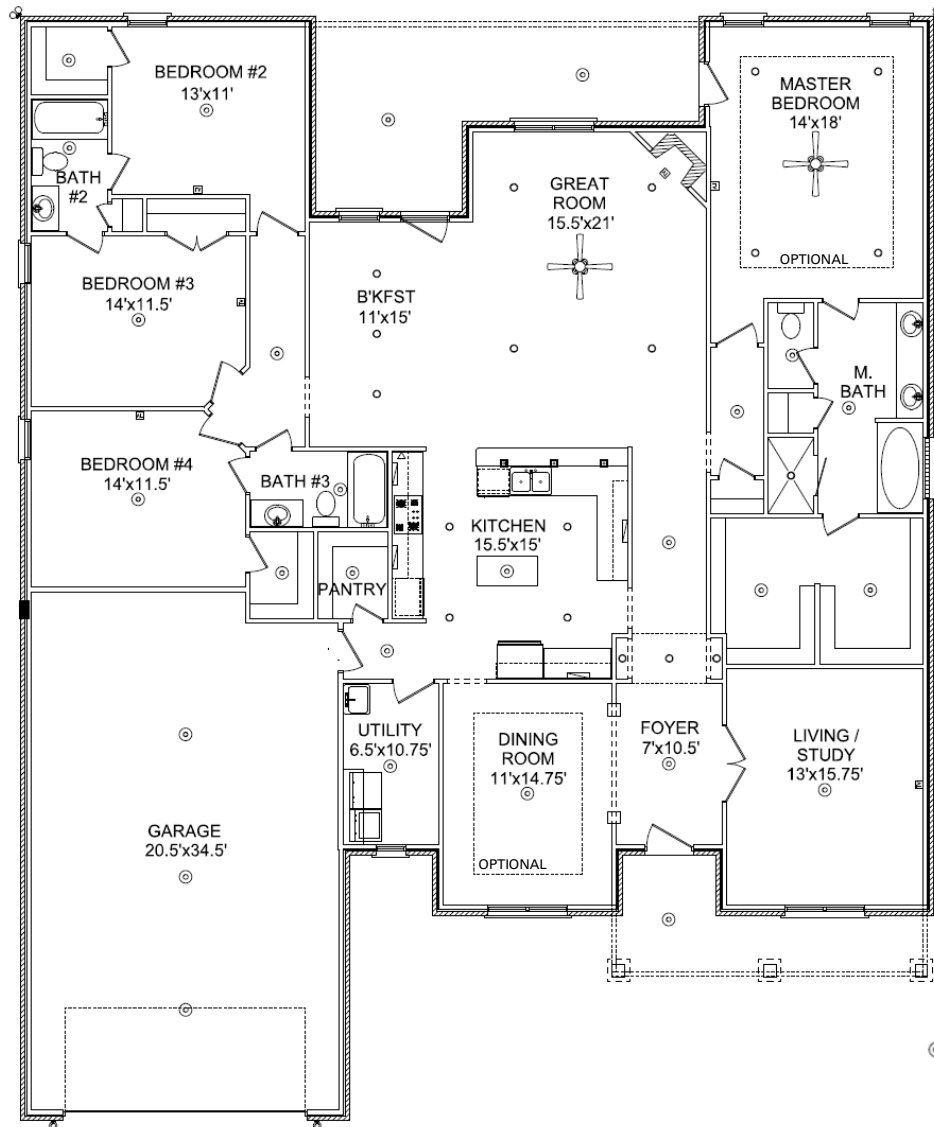 BEDROOM #2
13'x11'
MASTER
BEDROOM
14'x18'
OPTIONAL
BATH
#2
GREAT
ROOM
15.5'x21'
BEDROOM #3
14'x11.5'
B'KFST
11'x15'
M.
BATH
BEDROOM #4
14'x11.5'
BATH #3
KITCHEN
15.5'x15'
PANTRY
UTILITY
6.5'x10.75'
DINING
ROOM
11'x14.75'
OPTIONAL
FOYER
7'x10.5'
LIVING /
STUDY
13'x15.75'
GARAGE
20.5'x34.5'